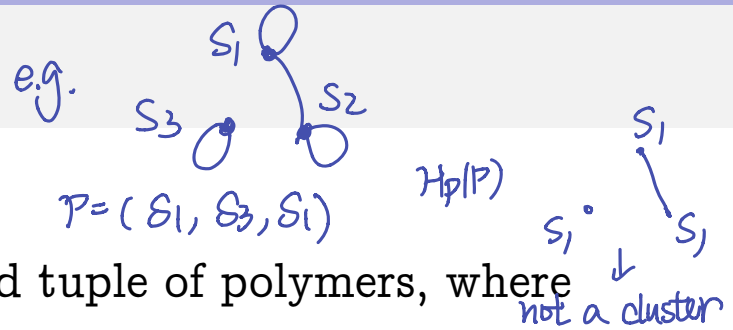 e.g.
S1
S2
S3
P=(S1, S3, S1)
Hp(P)
S1
S1 S1
↓
not a cluster
d tuple of polymers, where